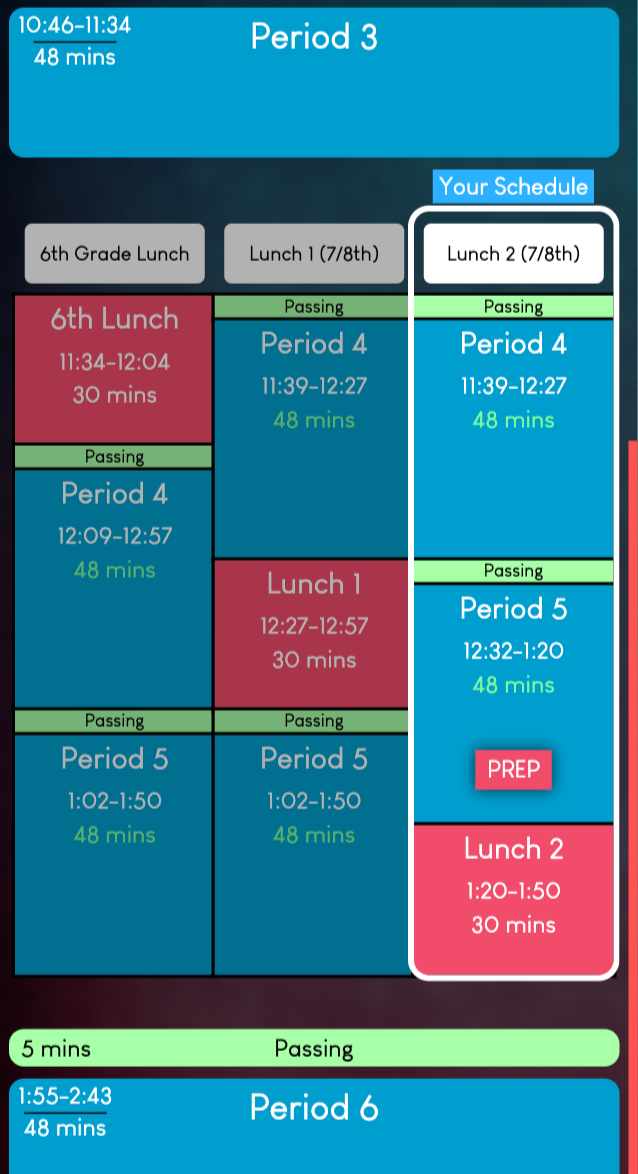 10:46-11:34
48 mins
Period 3
Your Schedule
6th Grade Lunch
Lunch 1 (7/8th)
Lunch 2 (7/8th)
6th Lunch
11:34-12:04
30 mins
Passing
Period 4
12:09-12:57
48 mins
Passing
Period 5
1:02-1:50
48 mins
Passing
Period 4
11:39-12:27
48 mins
Lunch 1
12:27-12:57
30 mins
Passing
Period 5
1:02-1:50
48 mins
Passing
Period 4
11:39-12:27
48 mins
Passing
Period 5
12:32-1:20
48 mins
PREP
Lunch 2
1:20-1:50
30 mins
5 mins
Passing
1:55-2:43
48 mins
Period 6